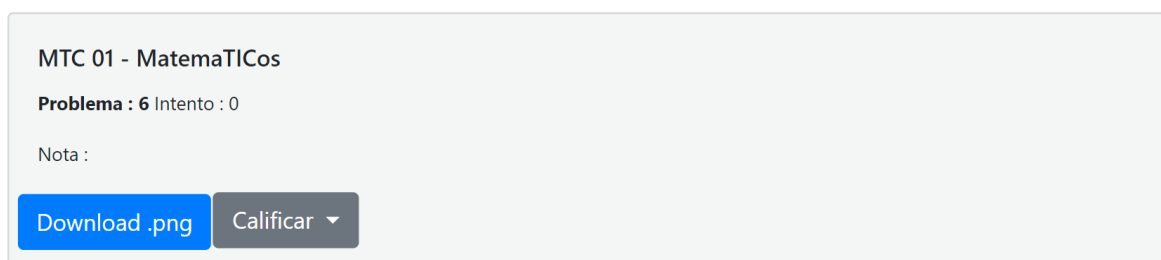 MTC 01 - MatemaTICos
Problema : 6 Intento : 0
Nota :
Download .png Calificar